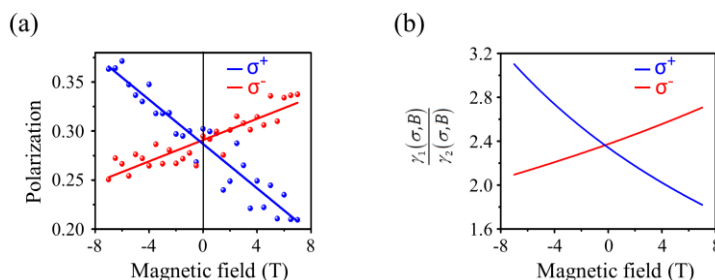 (a)
(b)
σ⁺
σ⁻
0.35
0.30
0.25
0.20
Polarization
-8 -4 0 4 8
Magnetic field (T)
σ⁺
σ⁻
3.2
2.8
2.4
2.0
1.6
γ₁(σ,B)
γ₂(σ,B)
-8 -4 0 4 8
Magnetic field (T)